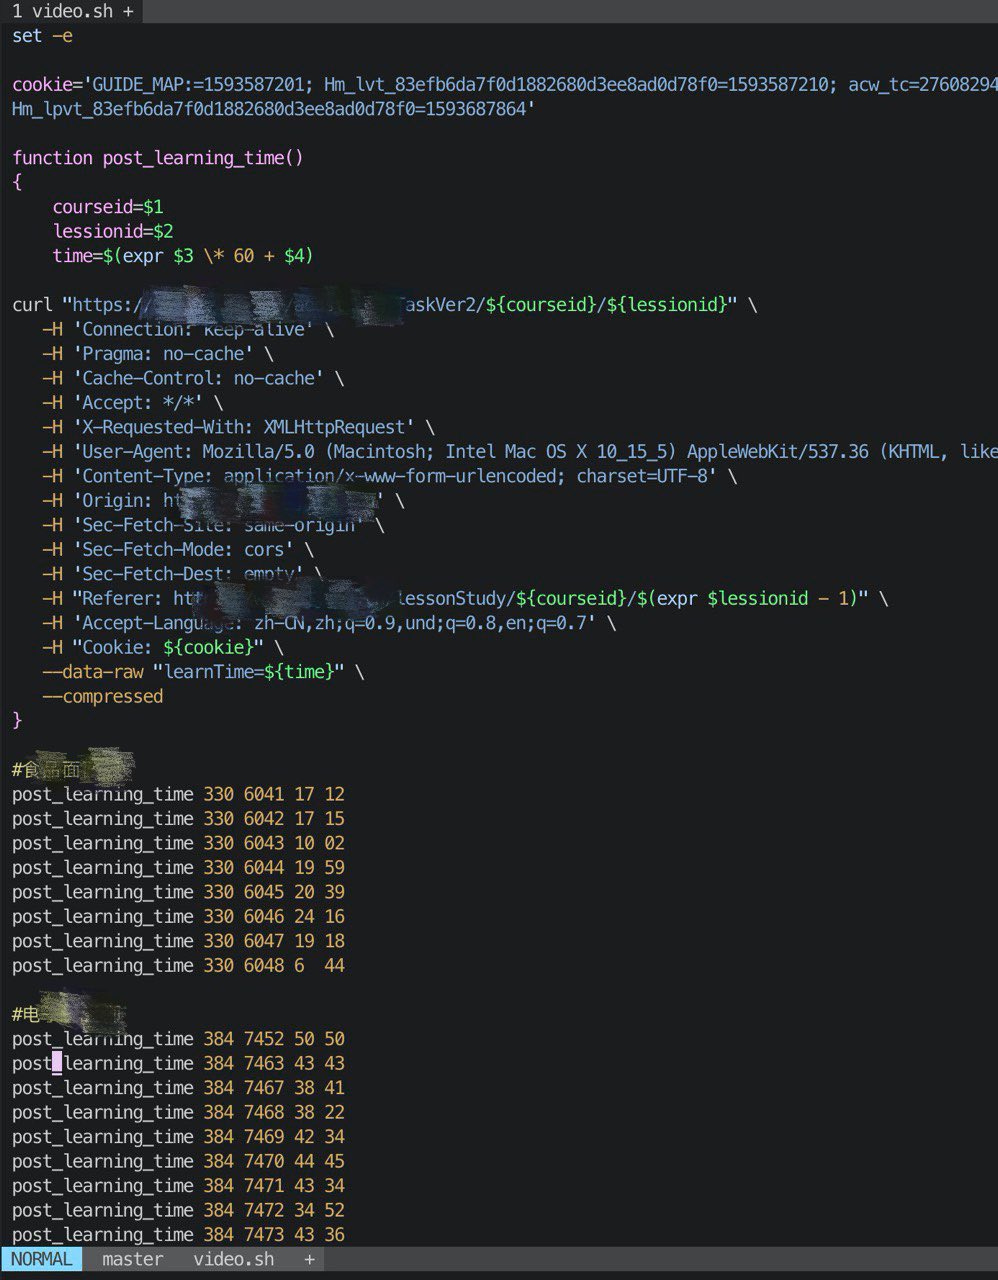 1 video.sh +
set -e
cookie='GUIDE_MAP:=1593587201; Hm_lvt_83efb6da7f0d1882680d3ee8ad0d78f0=1593587210; acw_tc=27608294
Hm_lpvt_83efb6da7f0d1882680d3ee8ad0d78f0=1593687864'
function post_learning_time()
{
courseid=$1
lessionid=$2
time=$(expr $3 \* 60 + $4)
curl "https:/ askVer2/${courseid}/${lessionid}" \
-H 'Connection: keep-alive' \
-H 'Pragma: no-cache' \
-H 'Cache-Control: no-cache' \
-H 'Accept: */*' \
-H 'X-Requested-With: XMLHttpRequest' \
-H 'User-Agent: Mozilla/5.0 (Macintosh; Intel Mac OS X 10_15_5) AppleWebKit/537.36 (KHTML, like
-H 'Content-Type: application/x-www-form-urlencoded; charset=UTF-8' \
-H 'Origin: ht ' \
-H 'Sec-Fetch-Site: same-origin' \
-H 'Sec-Fetch-Mode: cors' \
-H 'Sec-Fetch-Dest: empty' \
-H "Referer: htt lessonStudy/${courseid}/$(expr $lessionid - 1)" \
-H 'Accept-Language: zh-CN,zh;q=0.9,und;q=0.8,en;q=0.7' \
-H "Cookie: ${cookie}" \
--data-raw "learnTime=${time}" \
--compressed
}
#食品面
post_learning_time 330 6041 17 12
post_learning_time 330 6042 17 15
post_learning_time 330 6043 10 02
post_learning_time 330 6044 19 59
post_learning_time 330 6045 20 39
post_learning_time 330 6046 24 16
post_learning_time 330 6047 19 18
post_learning_time 330 6048 6 44
#电
post_learning_time 384 7452 50 50
post_learning_time 384 7463 43 43
post_learning_time 384 7467 38 41
post_learning_time 384 7468 38 22
post_learning_time 384 7469 42 34
post_learning_time 384 7470 44 45
post_learning_time 384 7471 43 34
post_learning_time 384 7472 34 52
post_learning_time 384 7473 43 36
NORMAL master video.sh +